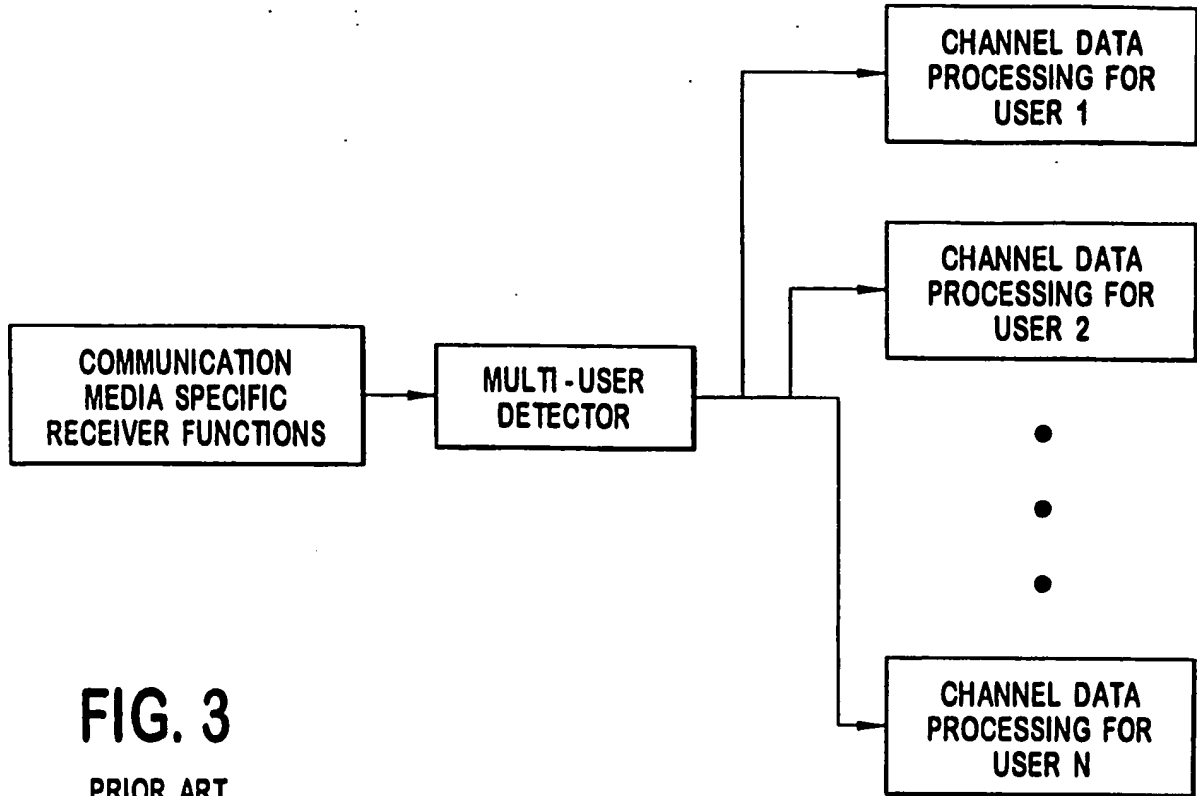 CHANNEL DATA
PROCESSING FOR
USER 1
CHANNEL DATA
PROCESSING FOR
USER 2
COMMUNICATION
MEDIA SPECIFIC
RECEIVER FUNCTIONS
MULTI-USER
DETECTOR
CHANNEL DATA
PROCESSING FOR
USER N
FIG. 3
PRIOR ART